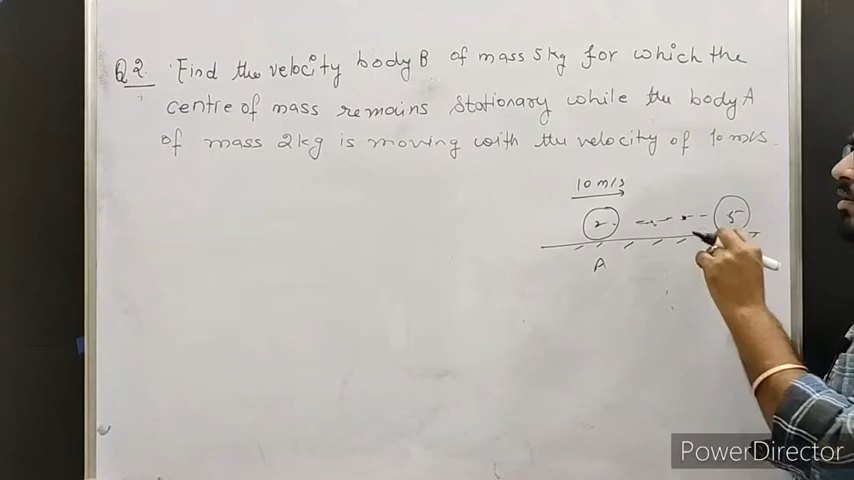 Q2. Find the velocity body B of mass 5kg for which the
centre of mass remains stationary while the body A
of mass 2kg is moving with the velocity of 10 m/s.
10 m/s
2 5
A
PowerDirector